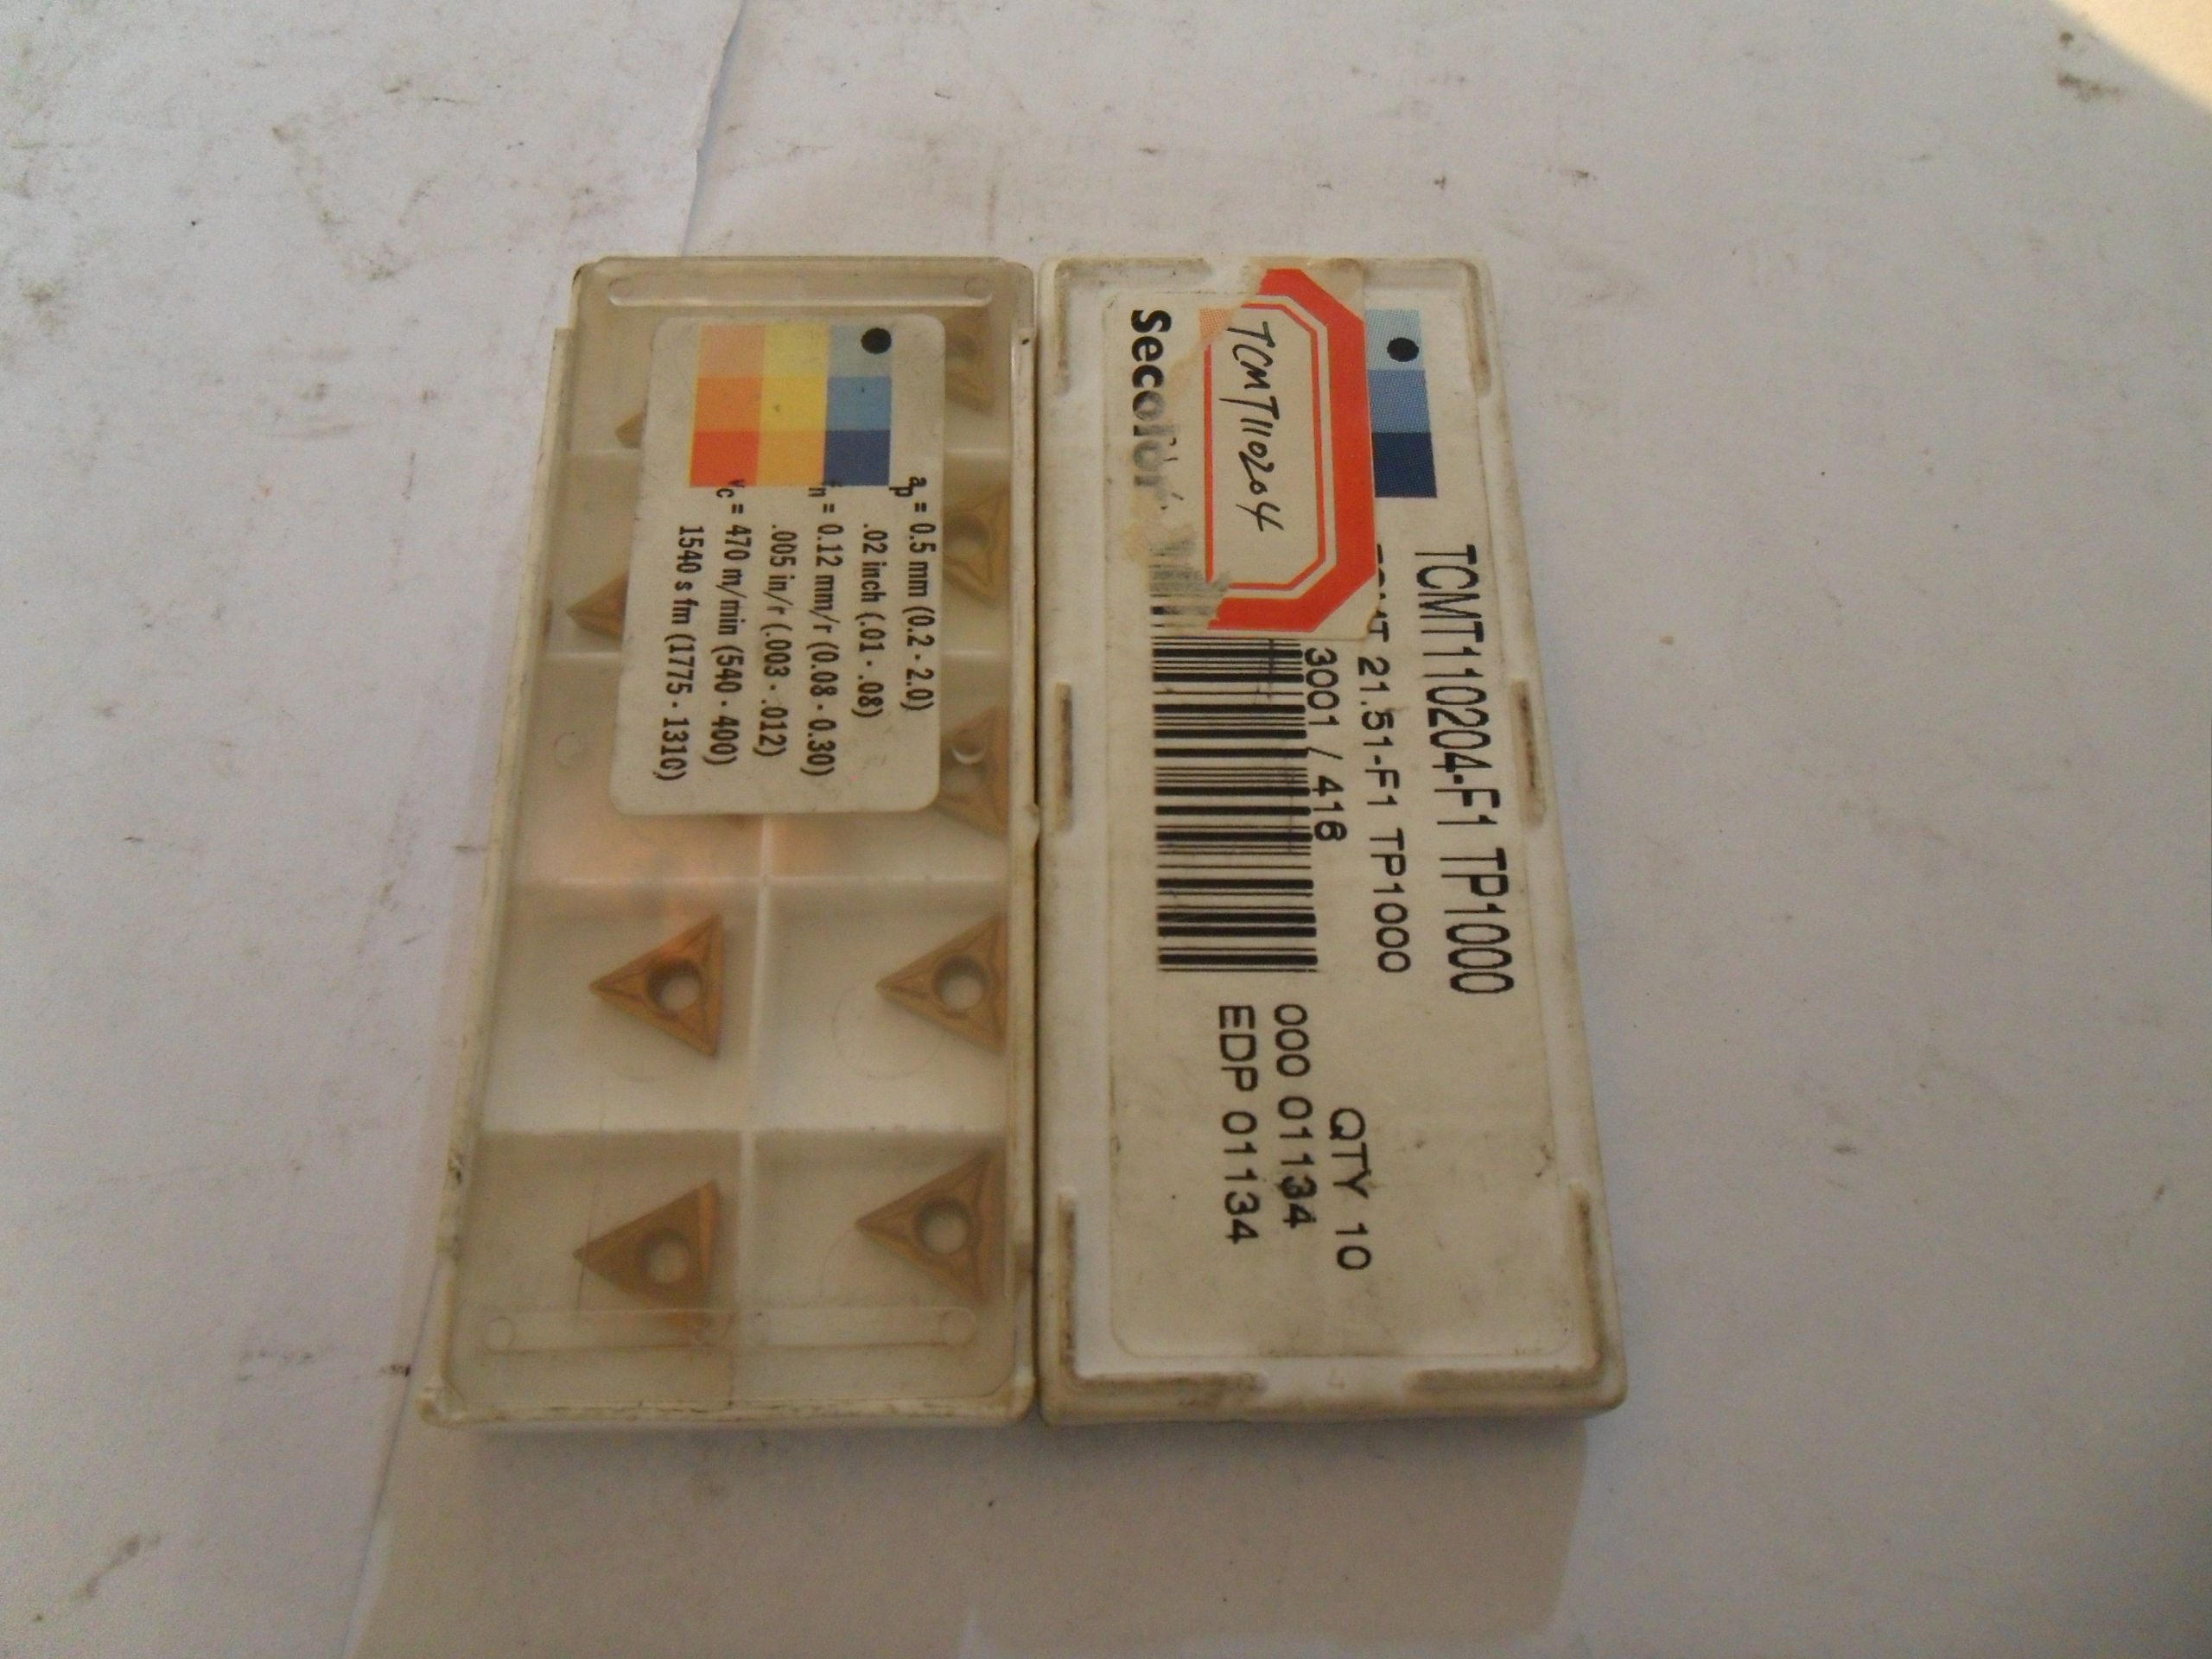 ap = 0.5 mm (0.2 - 2.0)
.02 inch (.01 - .08)
fn = 0.12 mm/r (0.08 - 0.30)
.005 in/r (.003 - .012)
vc = 470 m/min (540 - 400)
1540 s fm (1775 - 1310)
TCMT110204-F1 TP1000
21.51-F1 TP1000
3001 / 416
QTY 10
000 01134
EDP 01134
Secolor
TCMT110204